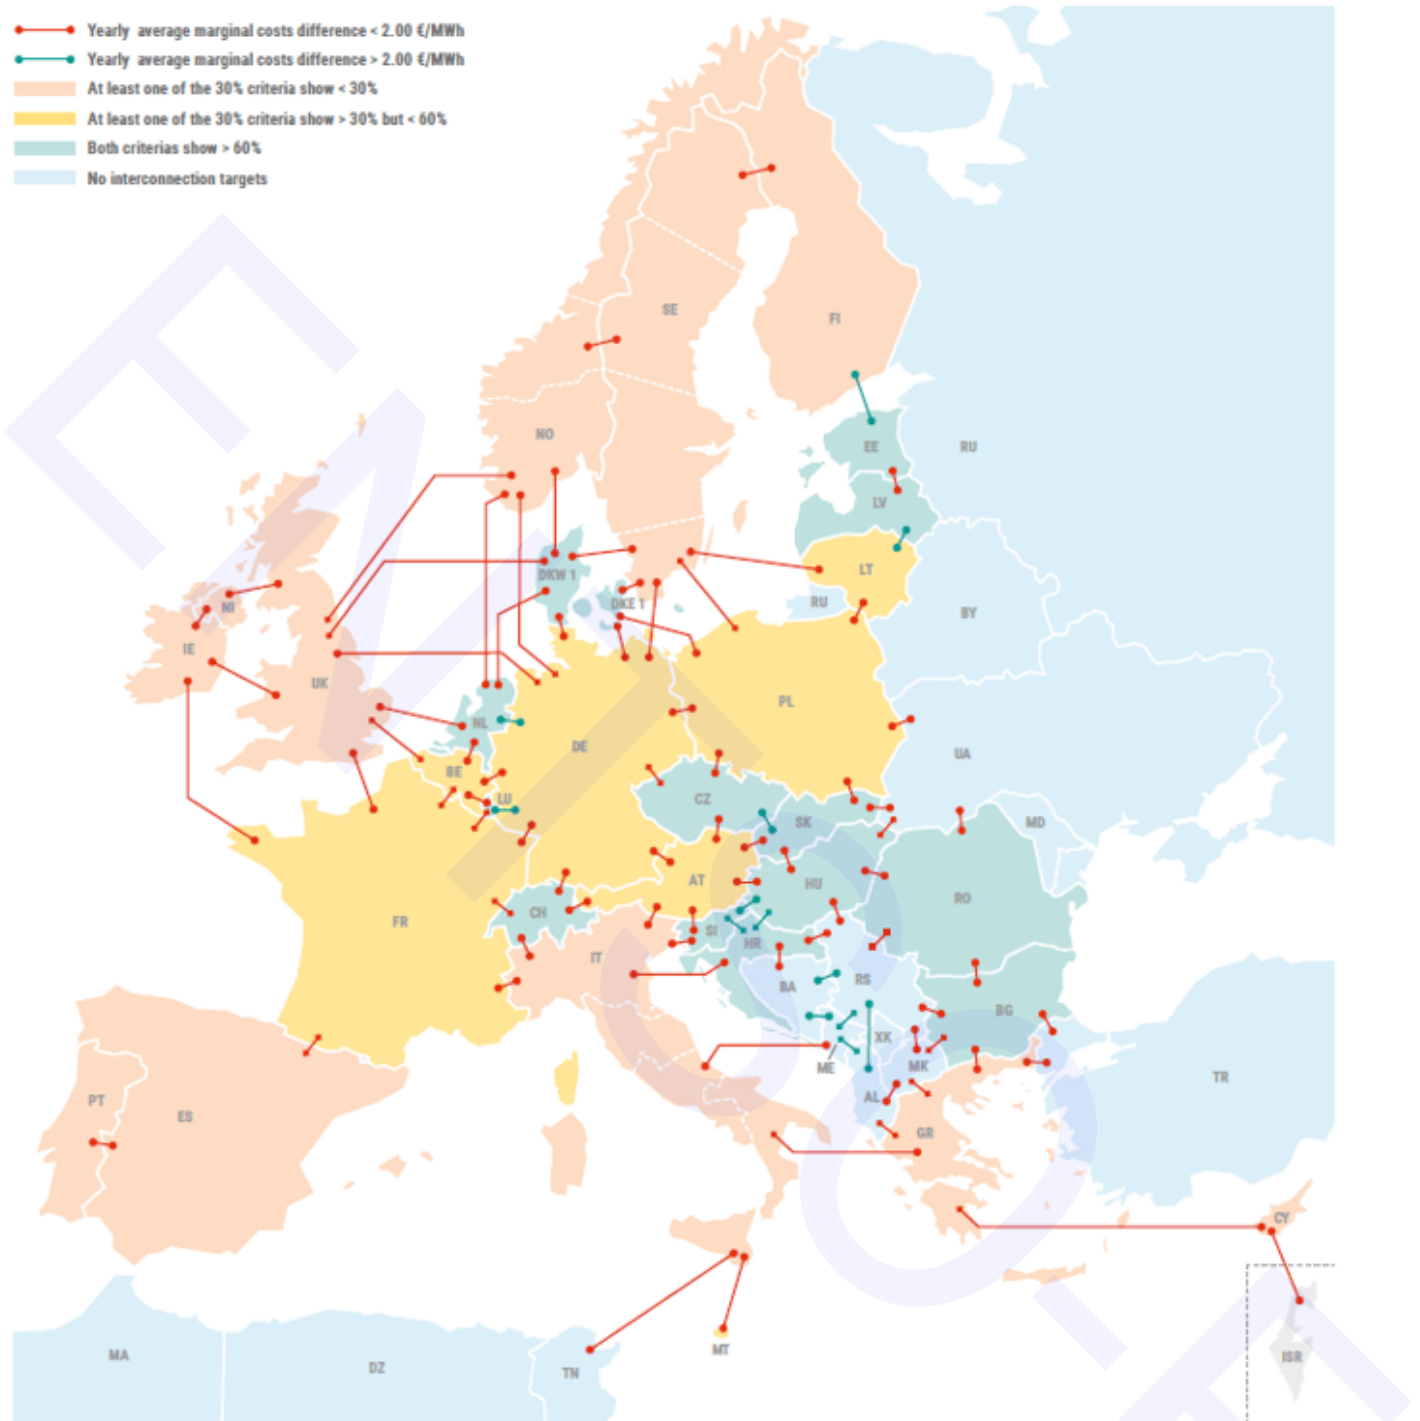 Yearly average marginal costs difference < 2.00 €/MWh
Yearly average marginal costs difference > 2.00 €/MWh
At least one of the 30% criteria show < 30%
At least one of the 30% criteria show > 30% but < 60%
Both criterias show > 60%
No interconnection targets
SE
FI
NO
EE
RU
LV
DKW 1
LT
DKE 1
RU
NI
BY
IE
UK
PL
NL
DE
UA
BE
LU
CZ
SK
MD
AT
HU
RO
FR
CH
SI
HR
IT
BA
RS
BG
XK
ME
MK
TR
AL
PT
ES
GR
CY
MT
MA
DZ
TN
ISR